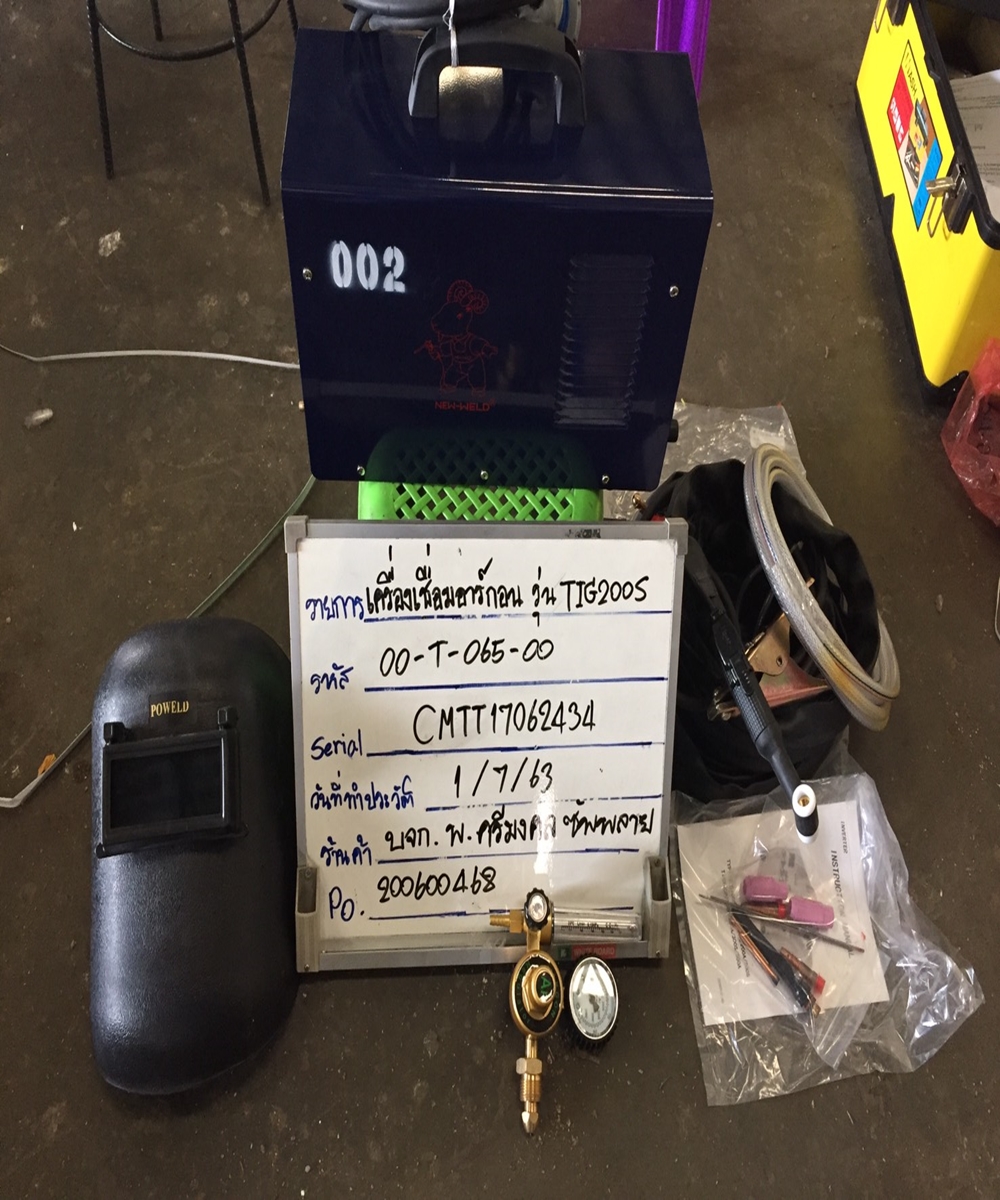 002
NEW-WELD
รายการ เครื่องเชื่อมอาร์กอน รุ่น TIG200S
รหัส 00-T-065-00
Serial CMTT17062434
วันที่ทำประวัติ 1/7/63
ร้านค้า บจก. พ. ศรีมงคล ซัพพลาย
PO. 200600468
POWELD